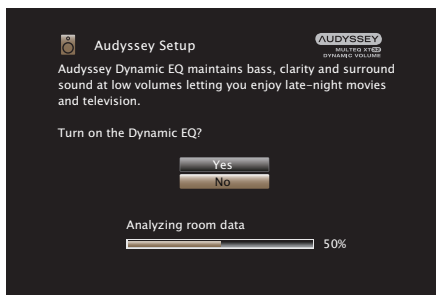 Audyssey Setup
AUDYSSEY
MULTEQ XT32
DYNAMIC VOLUME
Audyssey Dynamic EQ maintains bass, clarity and surround
sound at low volumes letting you enjoy late-night movies
and television.
Turn on the Dynamic EQ?
Yes
No
Analyzing room data
50%